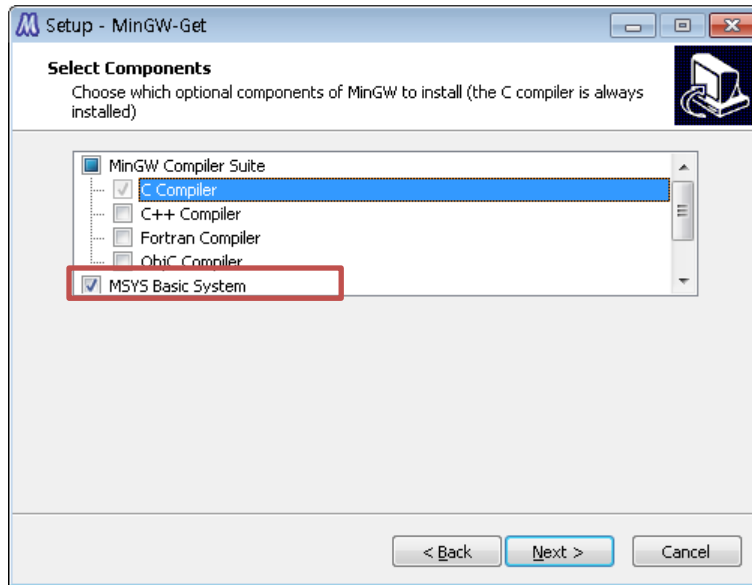 Setup - MinGW-Get
Select Components
Choose which optional components of MinGW to install (the C compiler is always
installed)
MinGW Compiler Suite
C Compiler
C++ Compiler
Fortran Compiler
ObjC Compiler
MSYS Basic System
< Back
Next >
Cancel